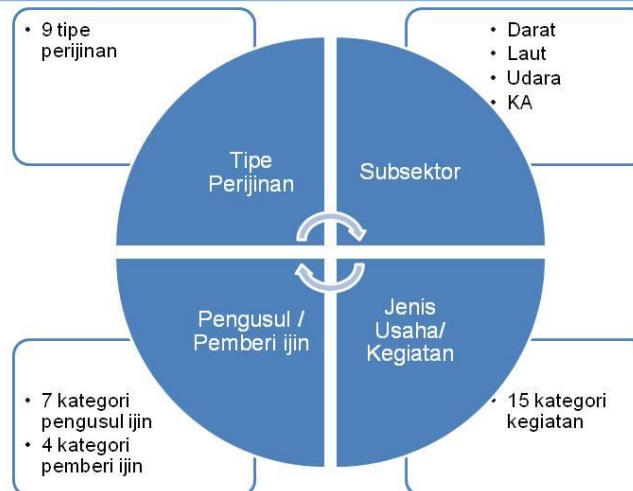 • 9 tipe
perijinan
• Darat
• Laut
• Udara
• KA
Tipe
Perijinan
Subsektor
Pengusul /
Pemberi ijin
Jenis
Usaha/
Kegiatan
• 7 kategori
pengusul ijin
• 4 kategori
pemberi ijin
• 15 kategori
kegiatan